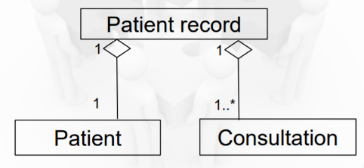 Patient record
1 1
1 1..*
Patient Consultation